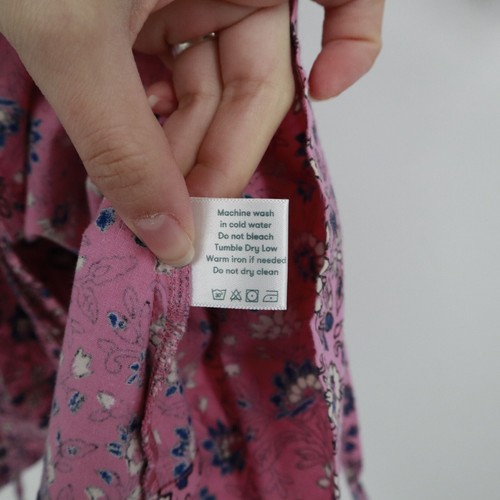 Machine wash
in cold water
Do not bleach
Tumble Dry Low
Warm iron if needed
Do not dry clean
30°